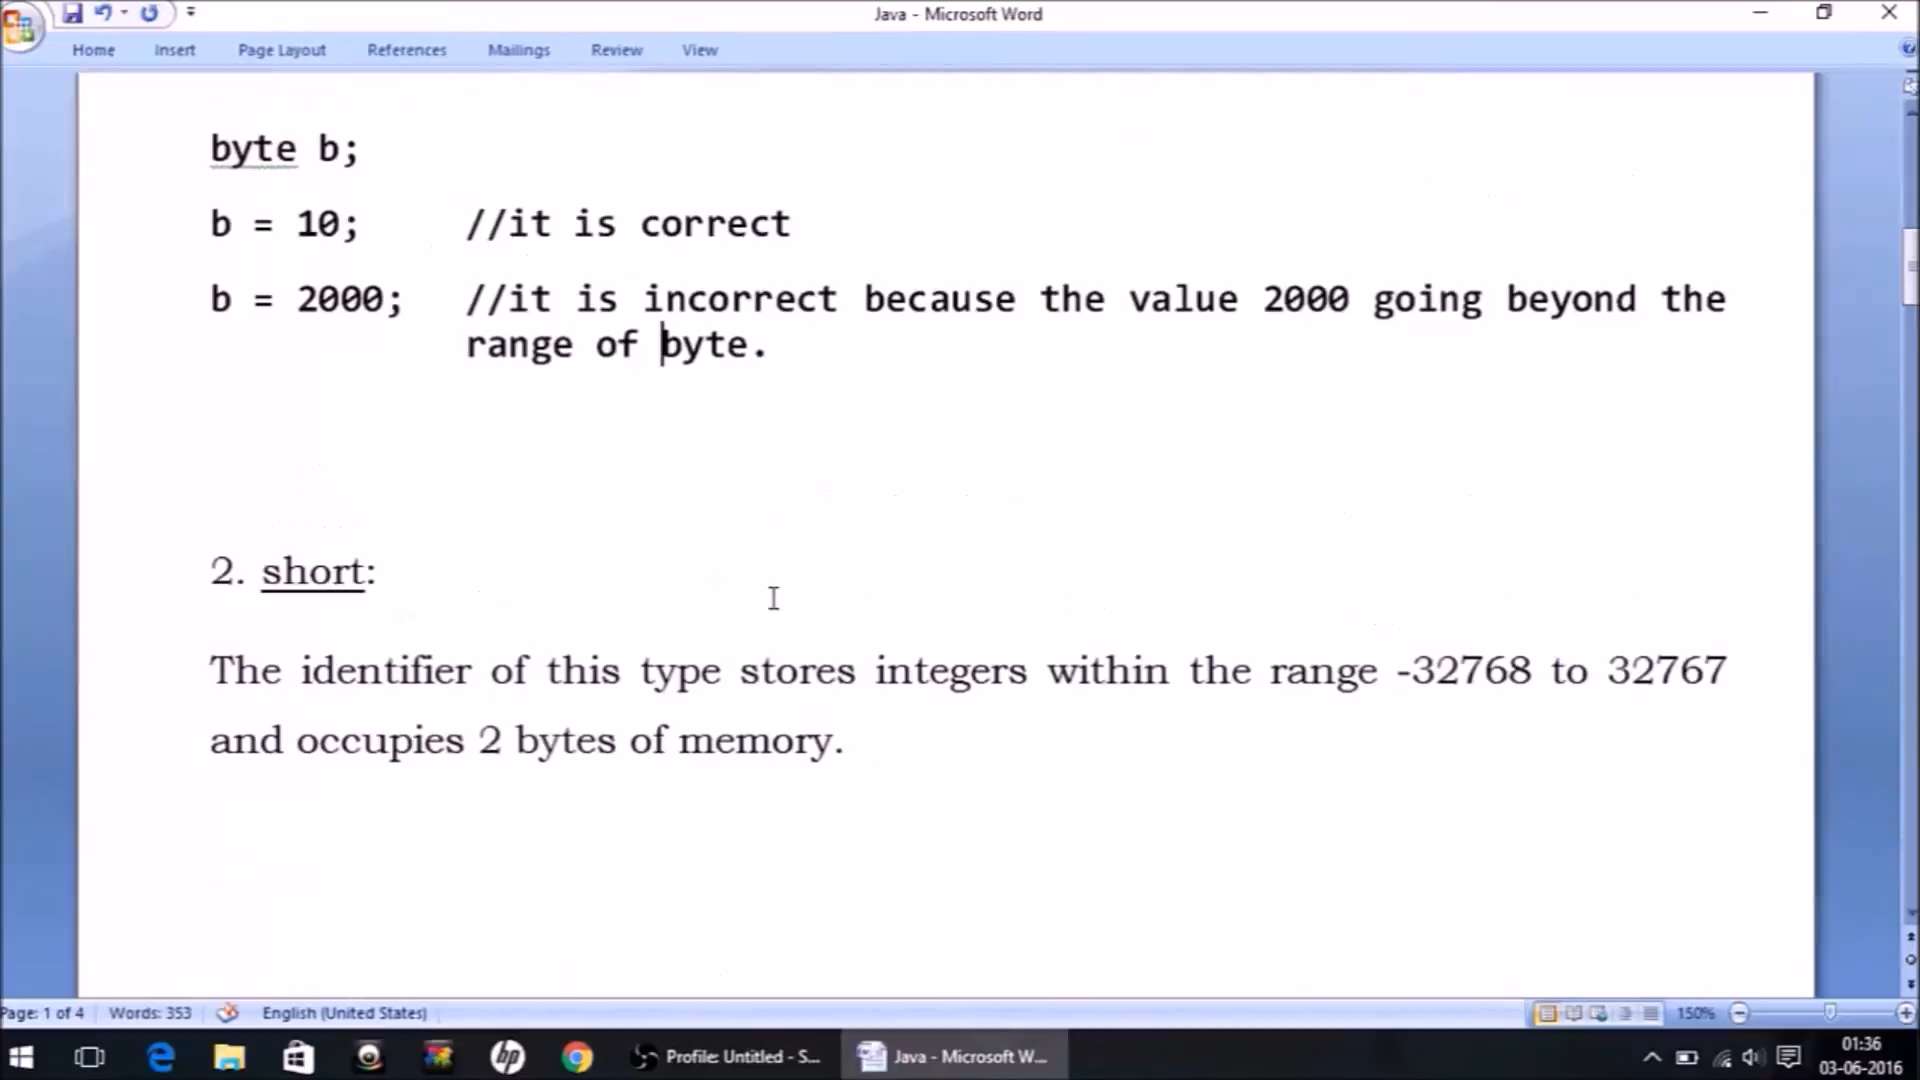 Java - Microsoft Word
Home Insert Page Layout References Mailings Review View
byte b;
b = 10; //it is correct
b = 2000; //it is incorrect because the value 2000 going beyond the
range of byte.
2. short:
The identifier of this type stores integers within the range -32768 to 32767
and occupies 2 bytes of memory.
Page: 1 of 4 Words: 353 English (United States) 150%
Profile: Untitled - S... Java - Microsoft W... 01:36
03-06-2016